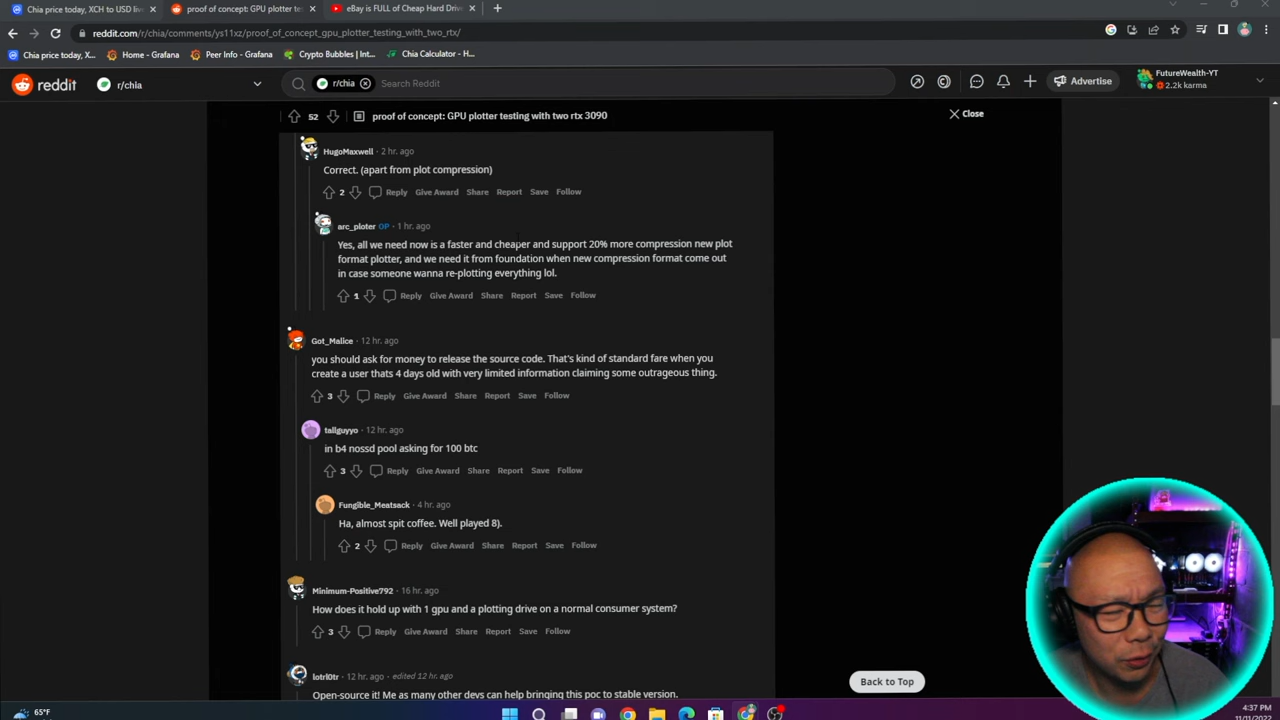 Chia price today, XCH to USD liv
proof of concept: GPU plotter te
eBay is FULL of Cheap Hard Drive
reddit.com/r/chia/comments/ys11xz/proof_of_concept_gpu_plotter_testing_with_two_rtx/
Chia price today, X...
Home - Grafana
Peer Info - Grafana
Crypto Bubbles | Int...
Chia Calculator - H...
reddit
r/chia
r/chia
Search Reddit
Advertise
FutureWealth-YT
2.2k karma
52
proof of concept: GPU plotter testing with two rtx 3090
Close
HugoMaxwell · 2 hr. ago
Correct. (apart from plot compression)
2 Reply Give Award Share Report Save Follow
arc_ploter OP · 1 hr. ago
Yes, all we need now is a faster and cheaper and support 20% more compression new plot
format plotter, and we need it from foundation when new compression format come out
in case someone wanna re-plotting everything lol.
1 Reply Give Award Share Report Save Follow
Got_Malice · 12 hr. ago
you should ask for money to release the source code. That's kind of standard fare when you
create a user thats 4 days old with very limited information claiming some outrageous thing.
3 Reply Give Award Share Report Save Follow
tallguyyo · 12 hr. ago
in b4 nossd pool asking for 100 btc
3 Reply Give Award Share Report Save Follow
Fungible_Meatsack · 4 hr. ago
Ha, almost spit coffee. Well played 8).
2 Reply Give Award Share Report Save Follow
Minimum-Positive792 · 16 hr. ago
How does it hold up with 1 gpu and a plotting drive on a normal consumer system?
3 Reply Give Award Share Report Save Follow
lotrl0tr · 12 hr. ago · edited 12 hr. ago
Open-source it! Me as many other devs can help bringing this poc to stable version.
Back to Top
65°F
4:37 PM
11/11/2022